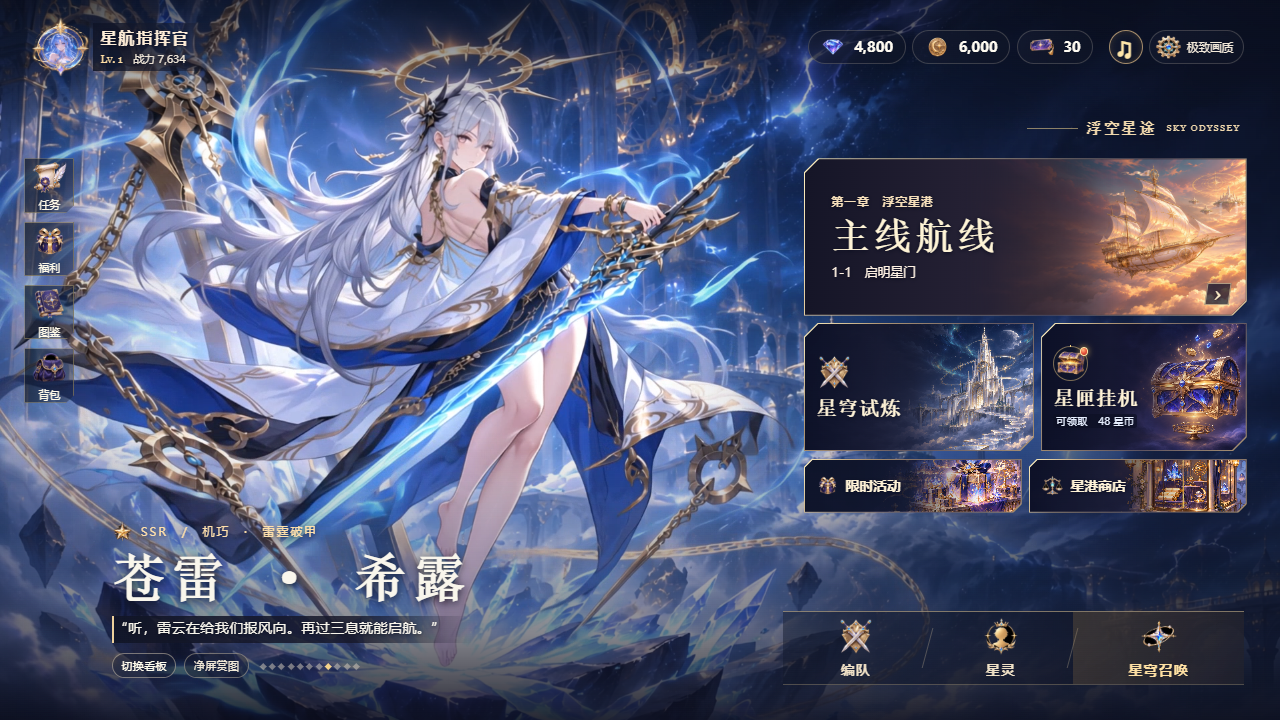 星航指挥官
Lv. 1 战力 7,634
4,800
6,000
30
极致画质
浮空星途 SKY ODYSSEY
任务
福利
图鉴
背包
第一章 浮空星港
主线航线
1-1 启明星门
星穹试炼
星匣挂机
可领取 48 星币
限时活动
星港商店
SSR / 机巧 · 雷霆破甲
苍雷 · 希露
“听，雷云在给我们报风向。再过三息就能启航。”
切换看板
净屏赏图
编队
星灵
星穹召唤